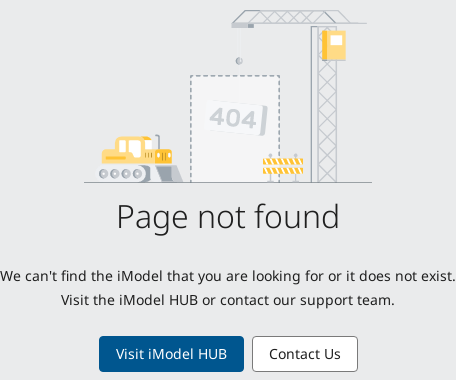 404
Page not found
We can't find the iModel that you are looking for or it does not exist.
Visit the iModel HUB or contact our support team.
Visit iModel HUB
Contact Us